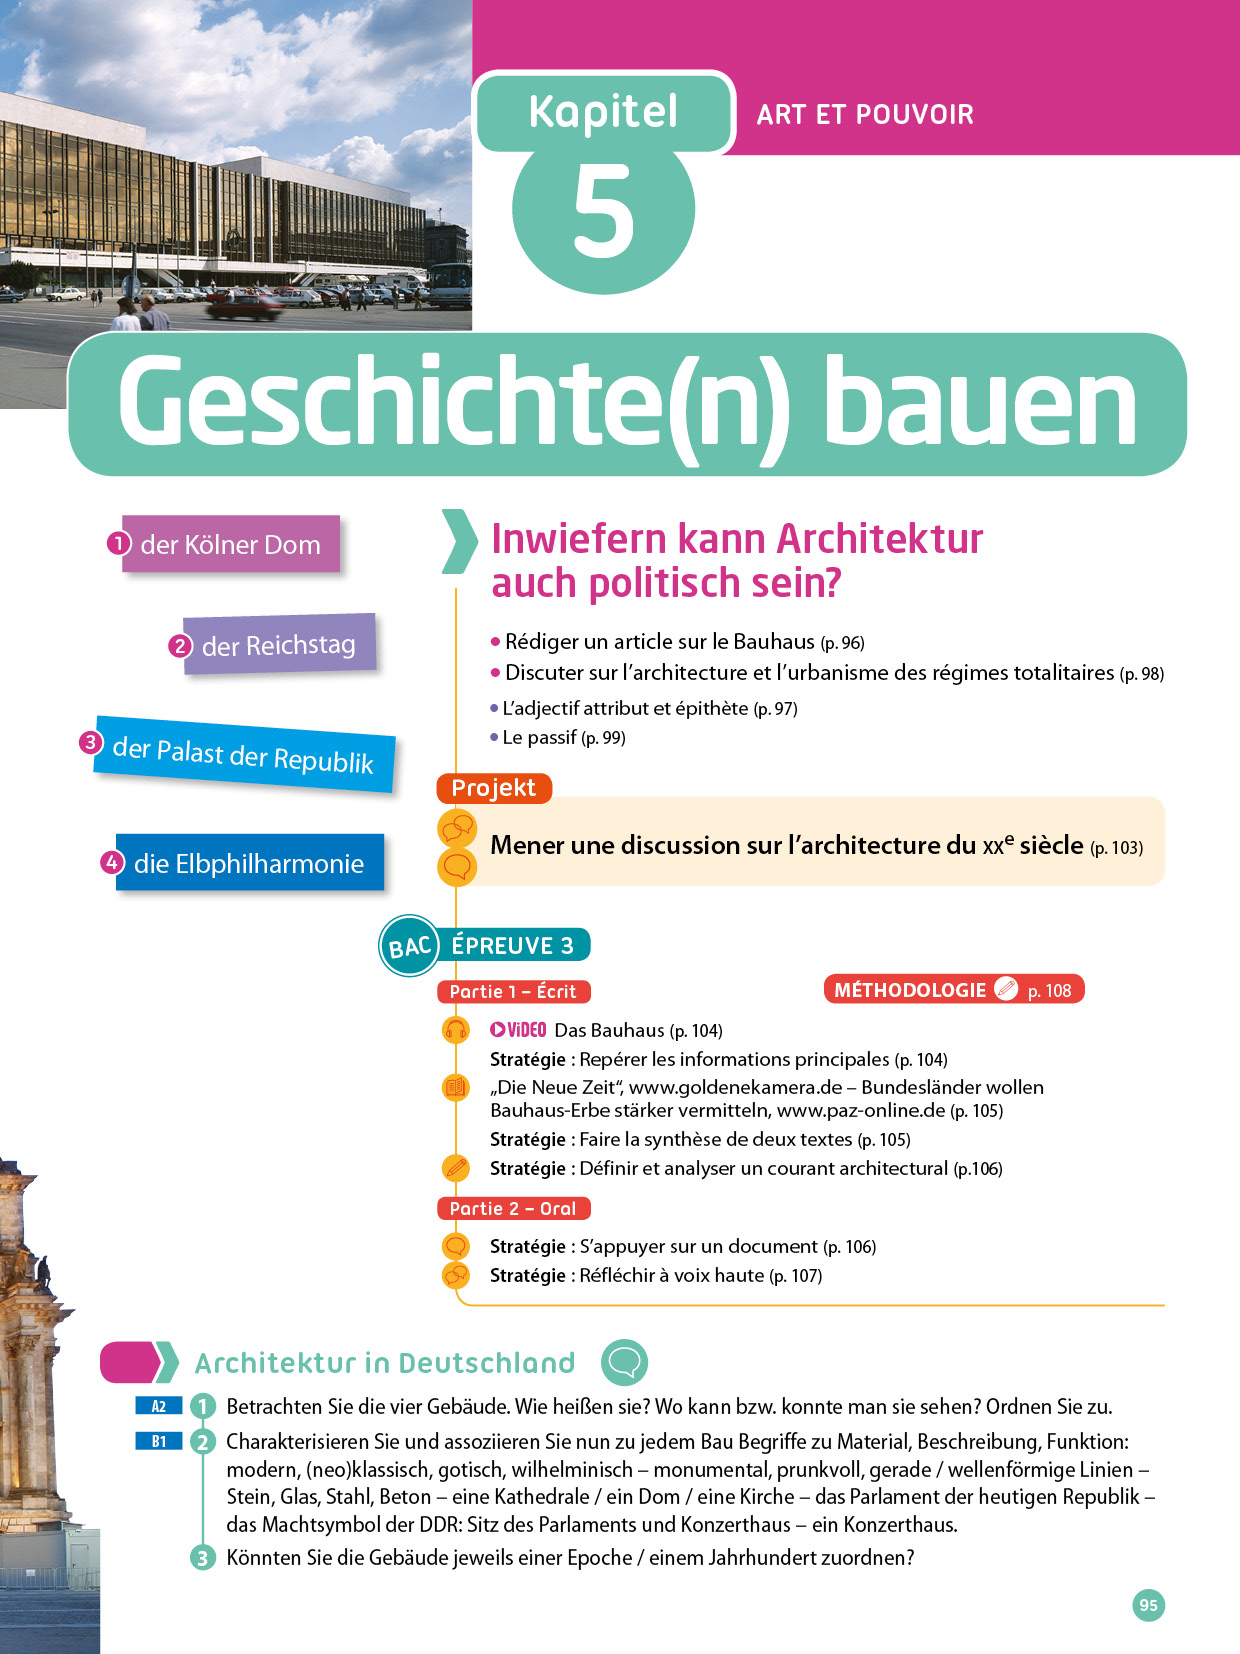 Kapitel
5
ART ET POUVOIR
Geschichte(n) bauen
1 der Kölner Dom
2 der Reichstag
3 der Palast der Republik
4 die Elbphilharmonie
Inwiefern kann Architektur
auch politisch sein?
• Rédiger un article sur le Bauhaus (p. 96)
• Discuter sur l’architecture et l’urbanisme des régimes totalitaires (p. 98)
• L’adjectif attribut et épithète (p. 97)
• Le passif (p. 99)
Projekt
Mener une discussion sur l’architecture du XXe siècle (p. 103)
BAC ÉPREUVE 3
Partie 1 – Écrit
MÉTHODOLOGIE p. 108
ViDEO Das Bauhaus (p. 104)
Stratégie : Repérer les informations principales (p. 104)
„Die Neue Zeit“, www.goldenekamera.de – Bundesländer wollen
Bauhaus-Erbe stärker vermitteln, www.paz-online.de (p. 105)
Stratégie : Faire la synthèse de deux textes (p. 105)
Stratégie : Définir et analyser un courant architectural (p.106)
Partie 2 – Oral
Stratégie : S’appuyer sur un document (p. 106)
Stratégie : Réfléchir à voix haute (p. 107)
Architektur in Deutschland
A2 1 Betrachten Sie die vier Gebäude. Wie heißen sie? Wo kann bzw. konnte man sie sehen? Ordnen Sie zu.
B1 2 Charakterisieren Sie und assoziieren Sie nun zu jedem Bau Begriffe zu Material, Beschreibung, Funktion:
modern, (neo)klassisch, gotisch, wilhelminisch – monumental, prunkvoll, gerade / wellenförmige Linien –
Stein, Glas, Stahl, Beton – eine Kathedrale / ein Dom / eine Kirche – das Parlament der heutigen Republik –
das Machtsymbol der DDR: Sitz des Parlaments und Konzerthaus – ein Konzerthaus.
3 Könnten Sie die Gebäude jeweils einer Epoche / einem Jahrhundert zuordnen?
95